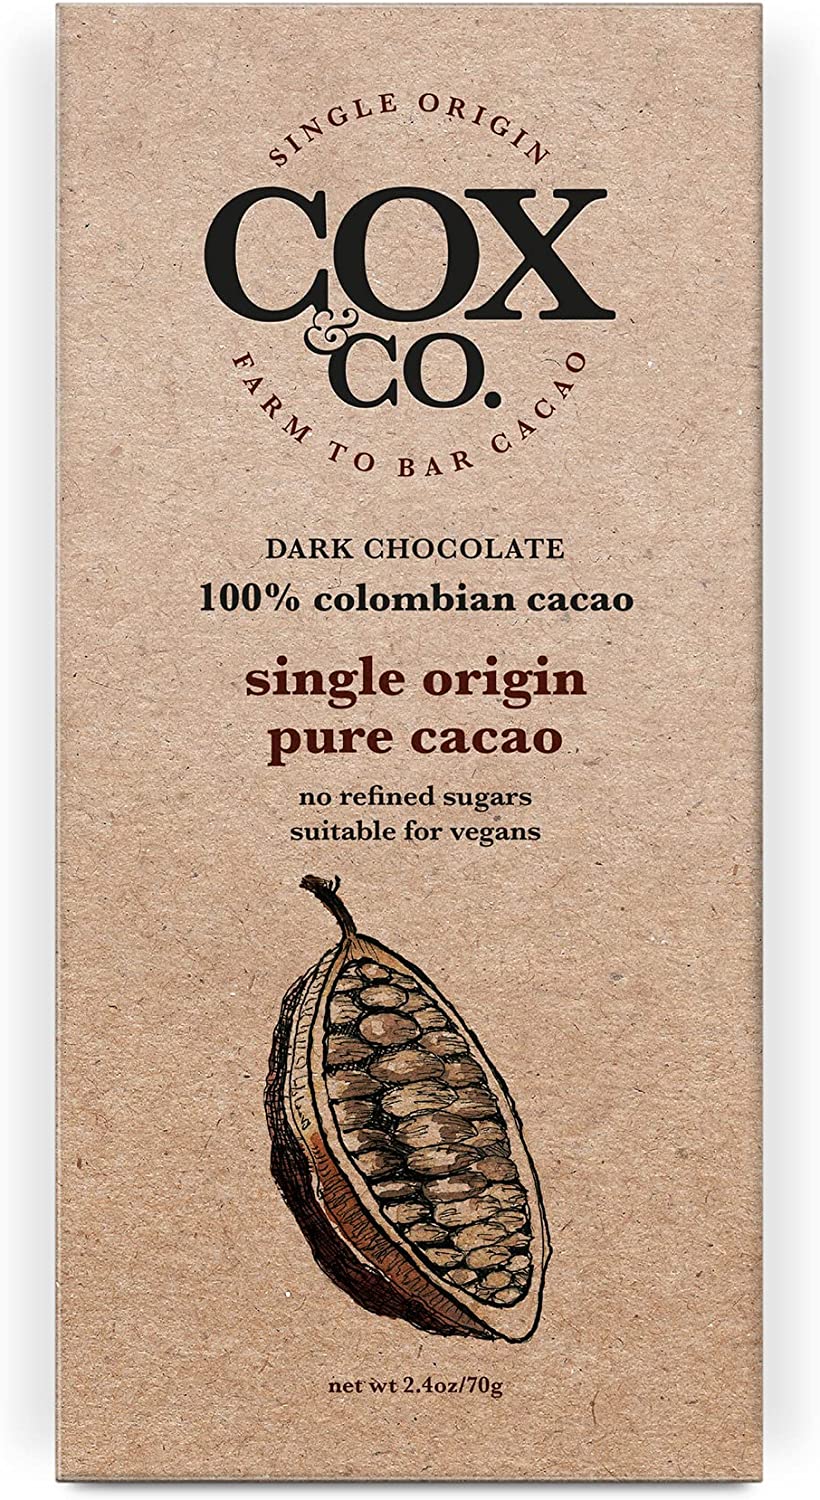 SINGLE ORIGIN
COX
& CO.
FARM TO BAR CACAO
DARK CHOCOLATE
100% colombian cacao
single origin
pure cacao
no refined sugars
suitable for vegans
net wt 2.4oz/70g